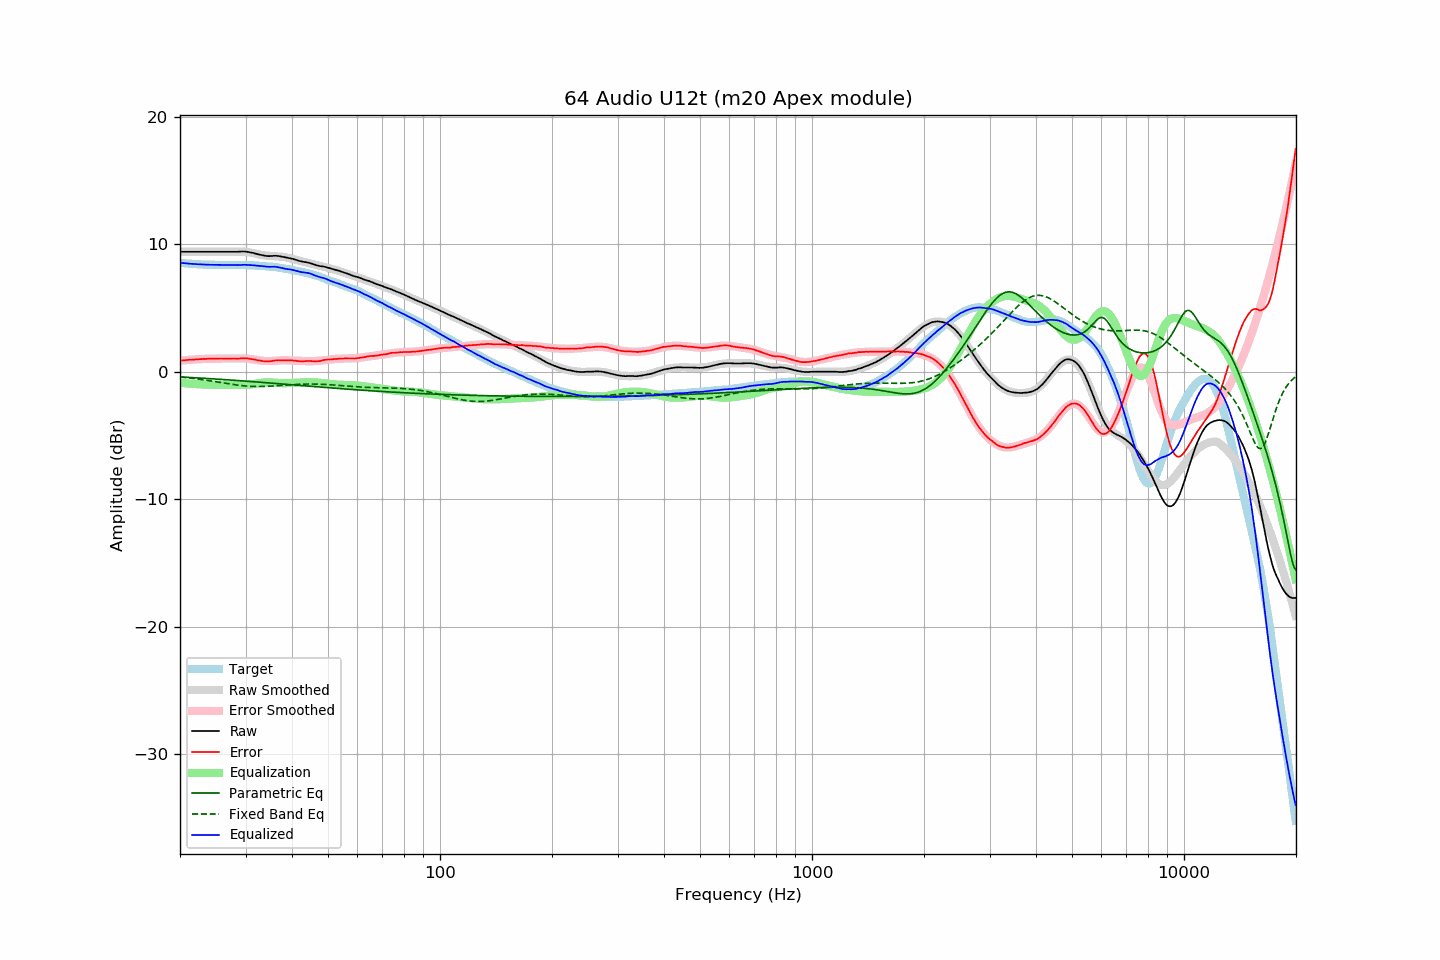 64 Audio U12t (m20 Apex module)
20
10
0
−10
−20
−30
Amplitude (dBr)
Target
Raw Smoothed
Error Smoothed
Raw
Error
Equalization
Parametric Eq
Fixed Band Eq
Equalized
100
1000
10000
Frequency (Hz)